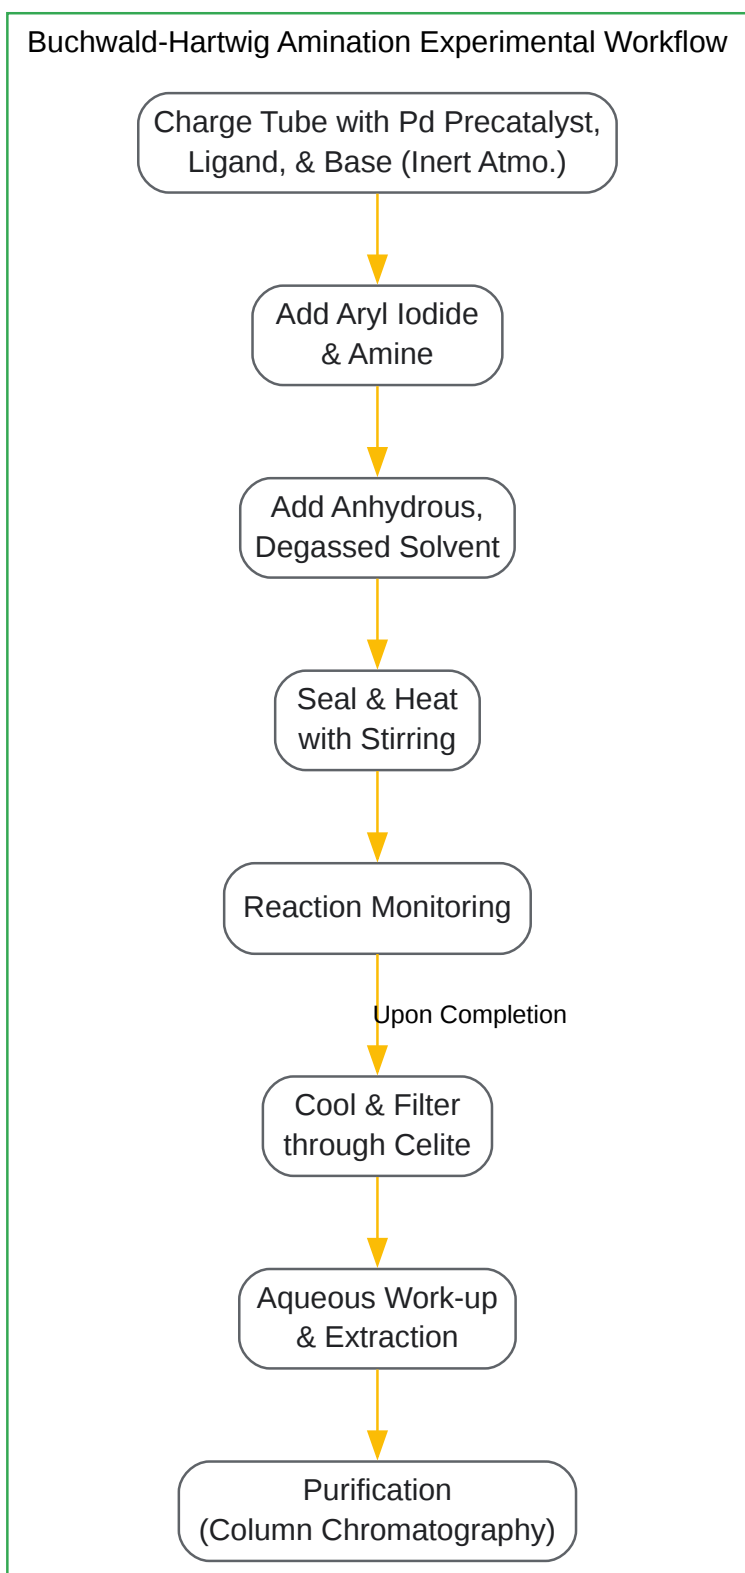 Buchwald-Hartwig Amination Experimental Workflow
Charge Tube with Pd Precatalyst,
Ligand, & Base (Inert Atmo.)
Add Aryl Iodide
& Amine
Add Anhydrous,
Degassed Solvent
Seal & Heat
with Stirring
Reaction Monitoring
Upon Completion
Cool & Filter
through Celite
Aqueous Work-up
& Extraction
Purification
(Column Chromatography)